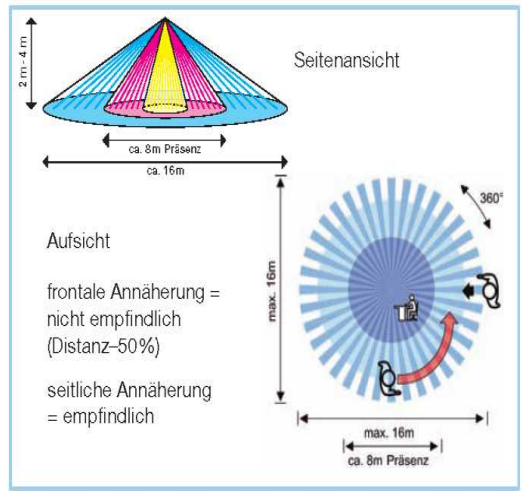 2 m - 4 m
Seitenansicht
ca. 8m Präsenz
ca. 16m
360°
Aufsicht
max. 16m
frontale Annäherung =
nicht empfindlich
(Distanz–50%)
seitliche Annäherung
= empfindlich
max. 16m
ca. 8m Präsenz